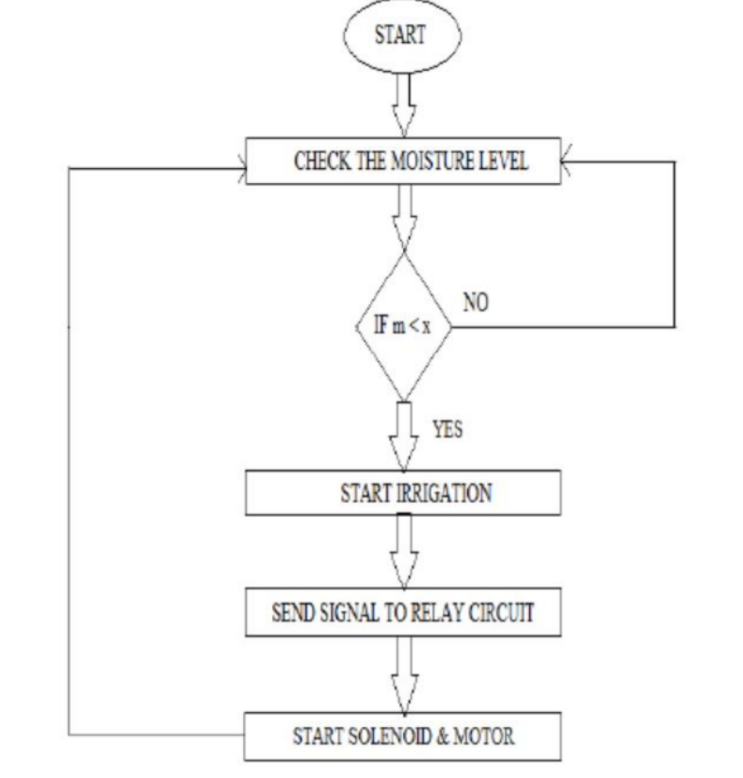 START
CHECK THE MOISTURE LEVEL
IF m < x
NO
YES
START IRRIGATION
SEND SIGNAL TO RELAY CIRCUIT
START SOLENOID & MOTOR